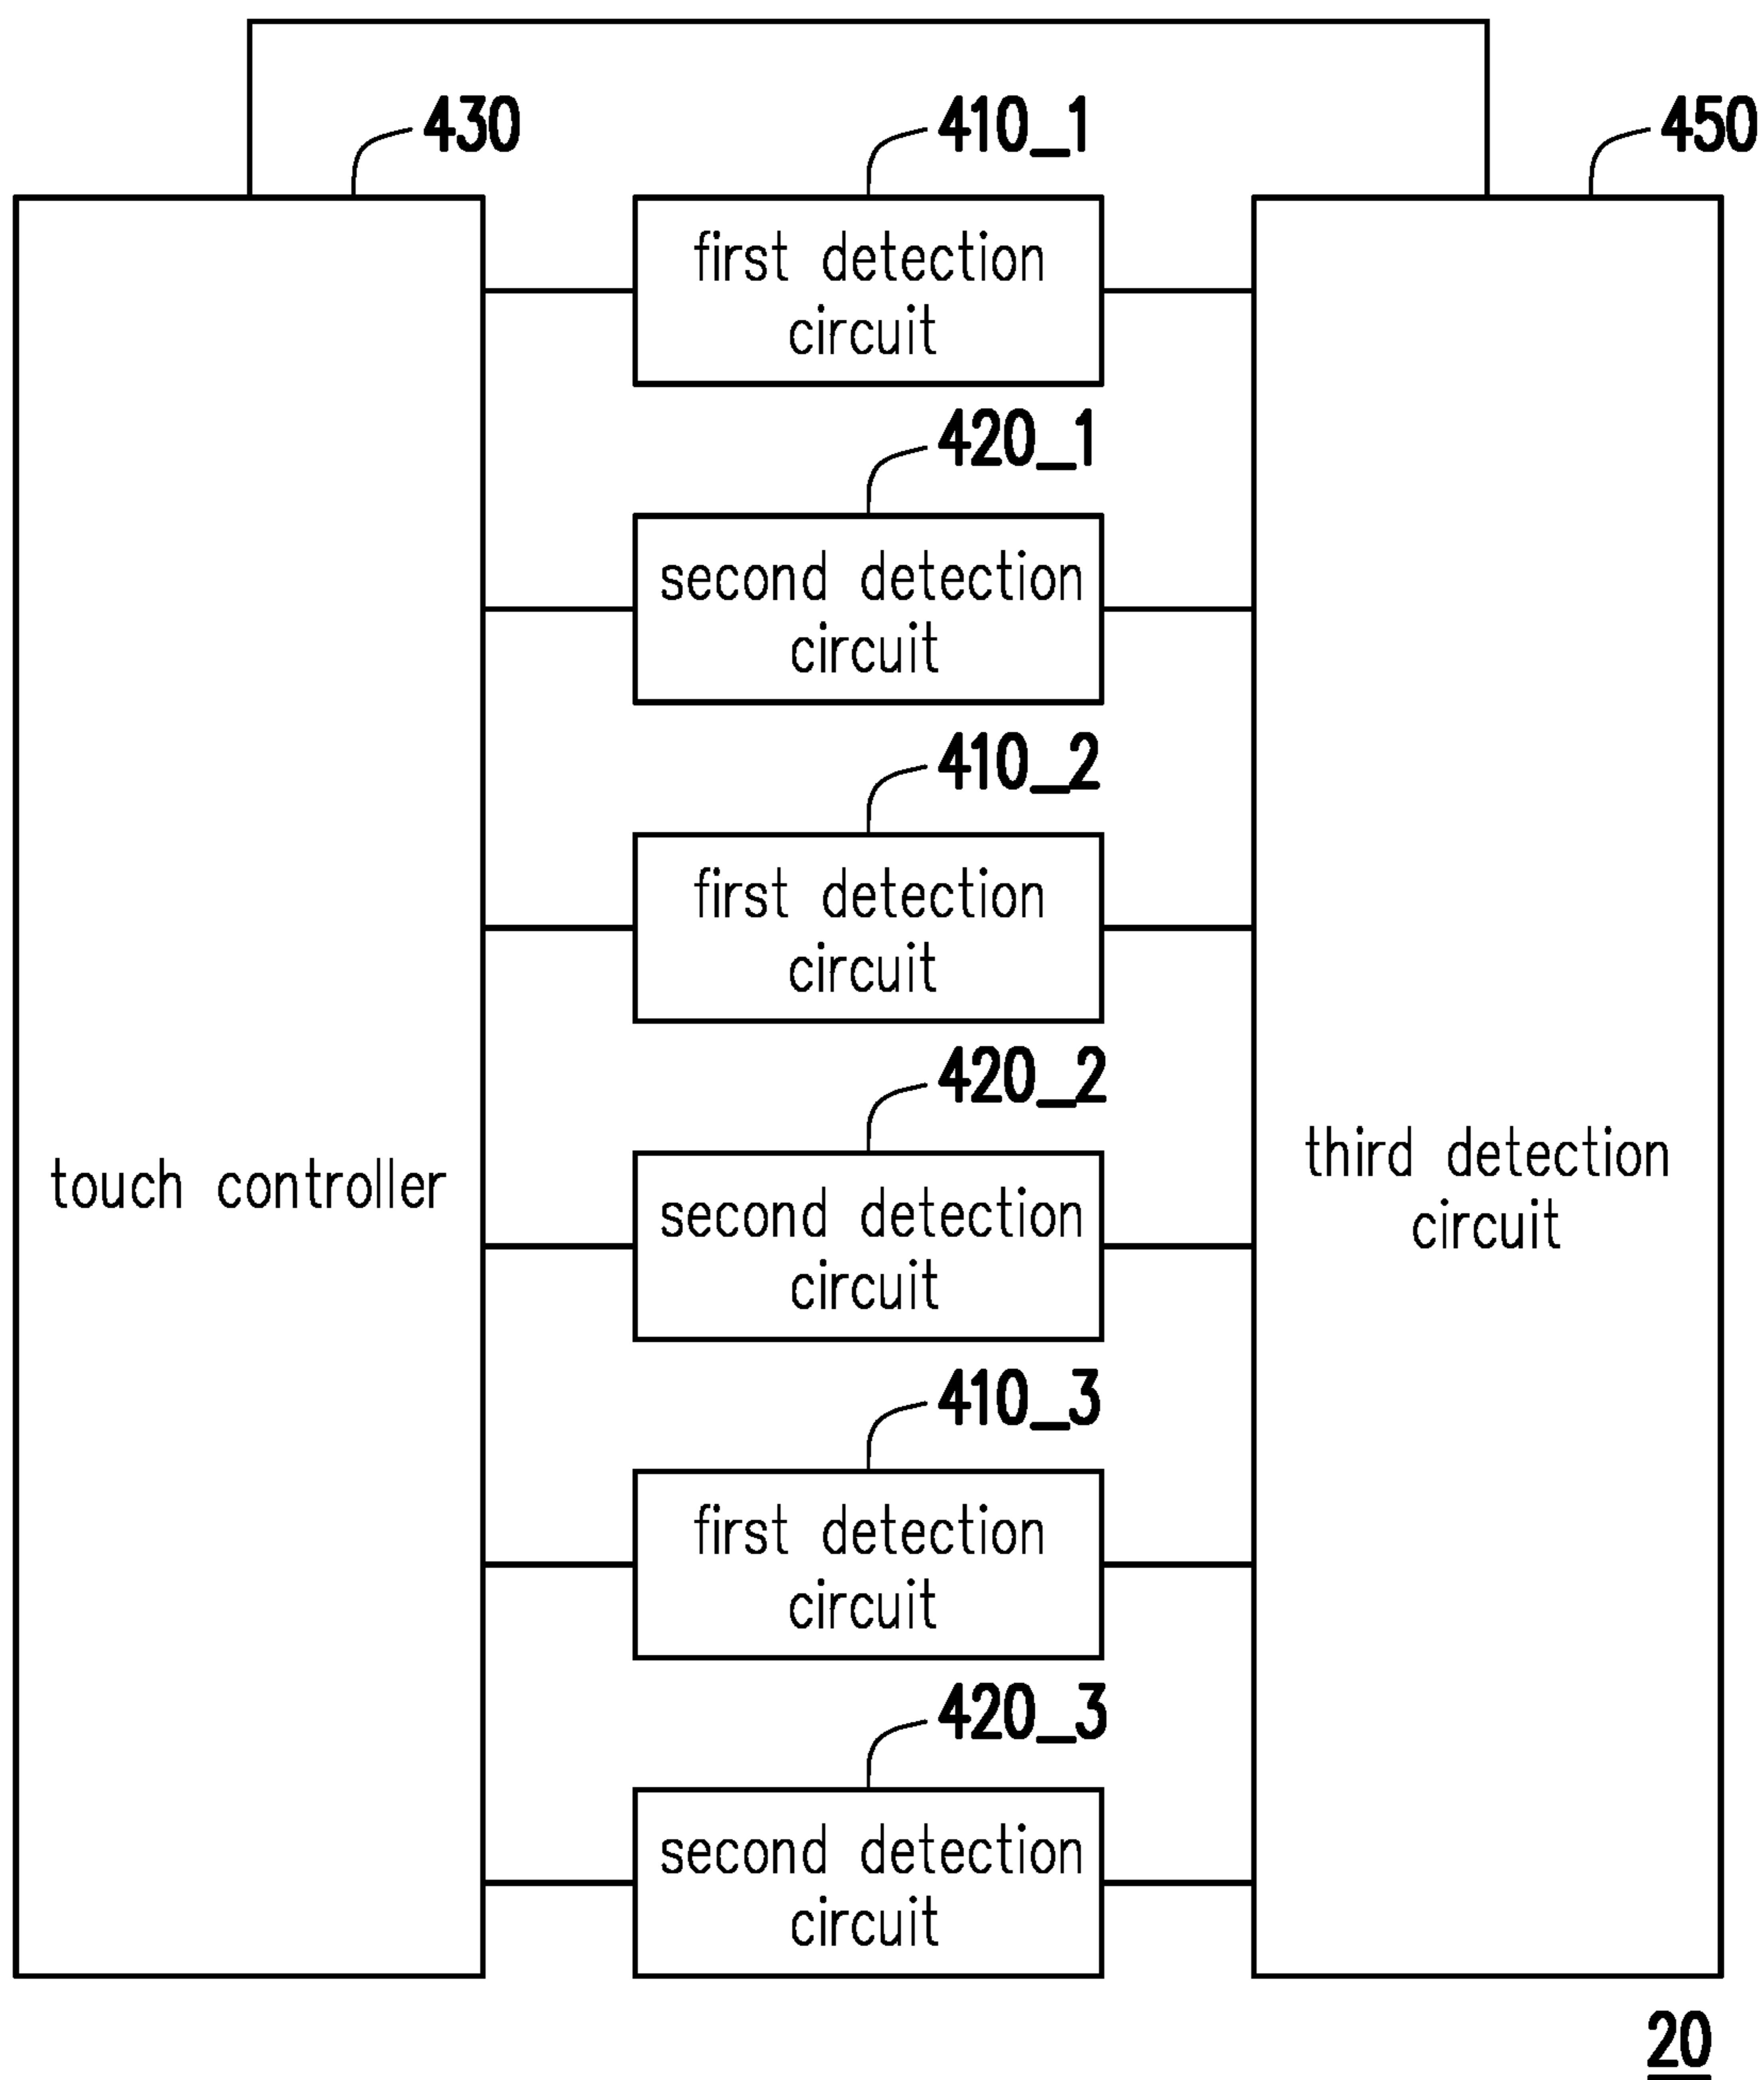 430
410_1
450
first detection
circuit
420_1
second detection
circuit
410_2
first detection
circuit
420_2
touch controller
second detection
circuit
third detection
circuit
410_3
first detection
circuit
420_3
second detection
circuit
20